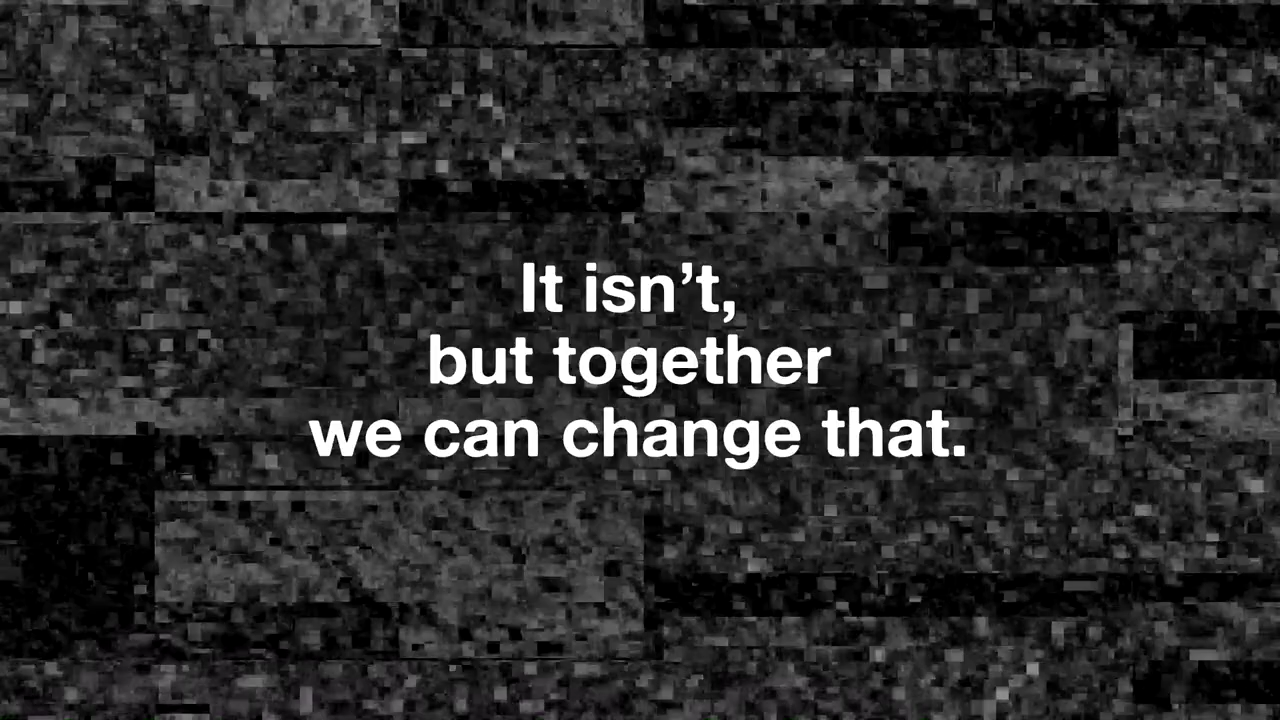 It isn’t,
but together
we can change that.